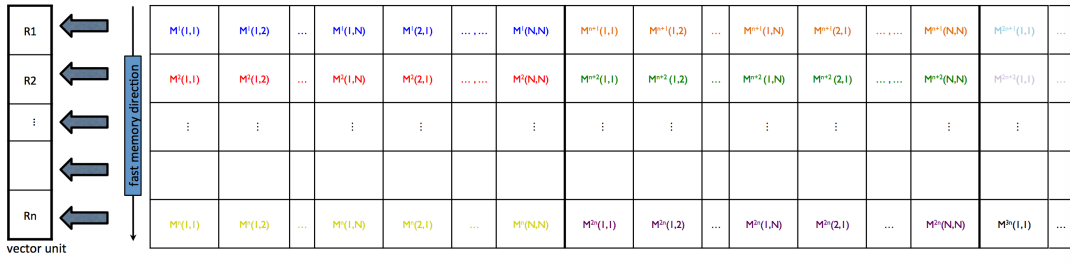 R1 M¹(1,1) M¹(1,2) ... M¹(1,N) M¹(2,1) ... , ... M¹(N,N) Mⁿ⁺¹(1,1) Mⁿ⁺¹(1,2) ... Mⁿ⁺¹(1,N) Mⁿ⁺¹(2,1) ... , ... Mⁿ⁺¹(N,N) M²ⁿ⁺¹(1,1) ...
R2 M²(1,1) M²(1,2) ... M²(1,N) M²(2,1) ... , ... M²(N,N) Mⁿ⁺²(1,1) Mⁿ⁺²(1,2) ... Mⁿ⁺²(1,N) Mⁿ⁺²(2,1) ... , ... Mⁿ⁺²(N,N) M²ⁿ⁺²(1,1) ...
⋮ ⋮ ⋮ ⋮ ⋮ ⋮ ⋮ ⋮ ⋮ ⋮ ⋮ ⋮
Rn Mⁿ(1,1) Mⁿ(1,2) ... Mⁿ(1,N) Mⁿ(2,1) ... Mⁿ(N,N) M²ⁿ(1,1) M²ⁿ(1,2) ... M²ⁿ(1,N) M²ⁿ(2,1) ... M²ⁿ(N,N) M³ⁿ(1,1) ...
vector unit
fast memory direction